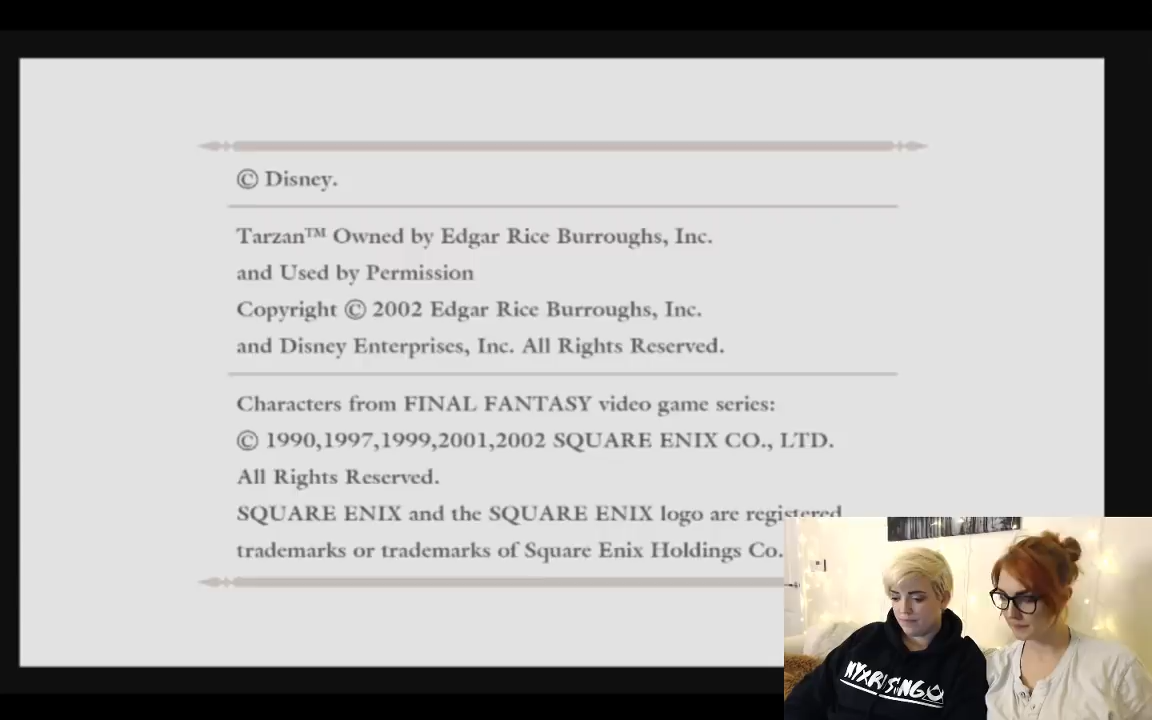 © Disney.
Tarzan™ Owned by Edgar Rice Burroughs, Inc.
and Used by Permission
Copyright © 2002 Edgar Rice Burroughs, Inc.
and Disney Enterprises, Inc. All Rights Reserved.
Characters from FINAL FANTASY video game series:
© 1990,1997,1999,2001,2002 SQUARE ENIX CO., LTD.
All Rights Reserved.
SQUARE ENIX and the SQUARE ENIX logo are registered
trademarks or trademarks of Square Enix Holdings Co.
NYXRISING